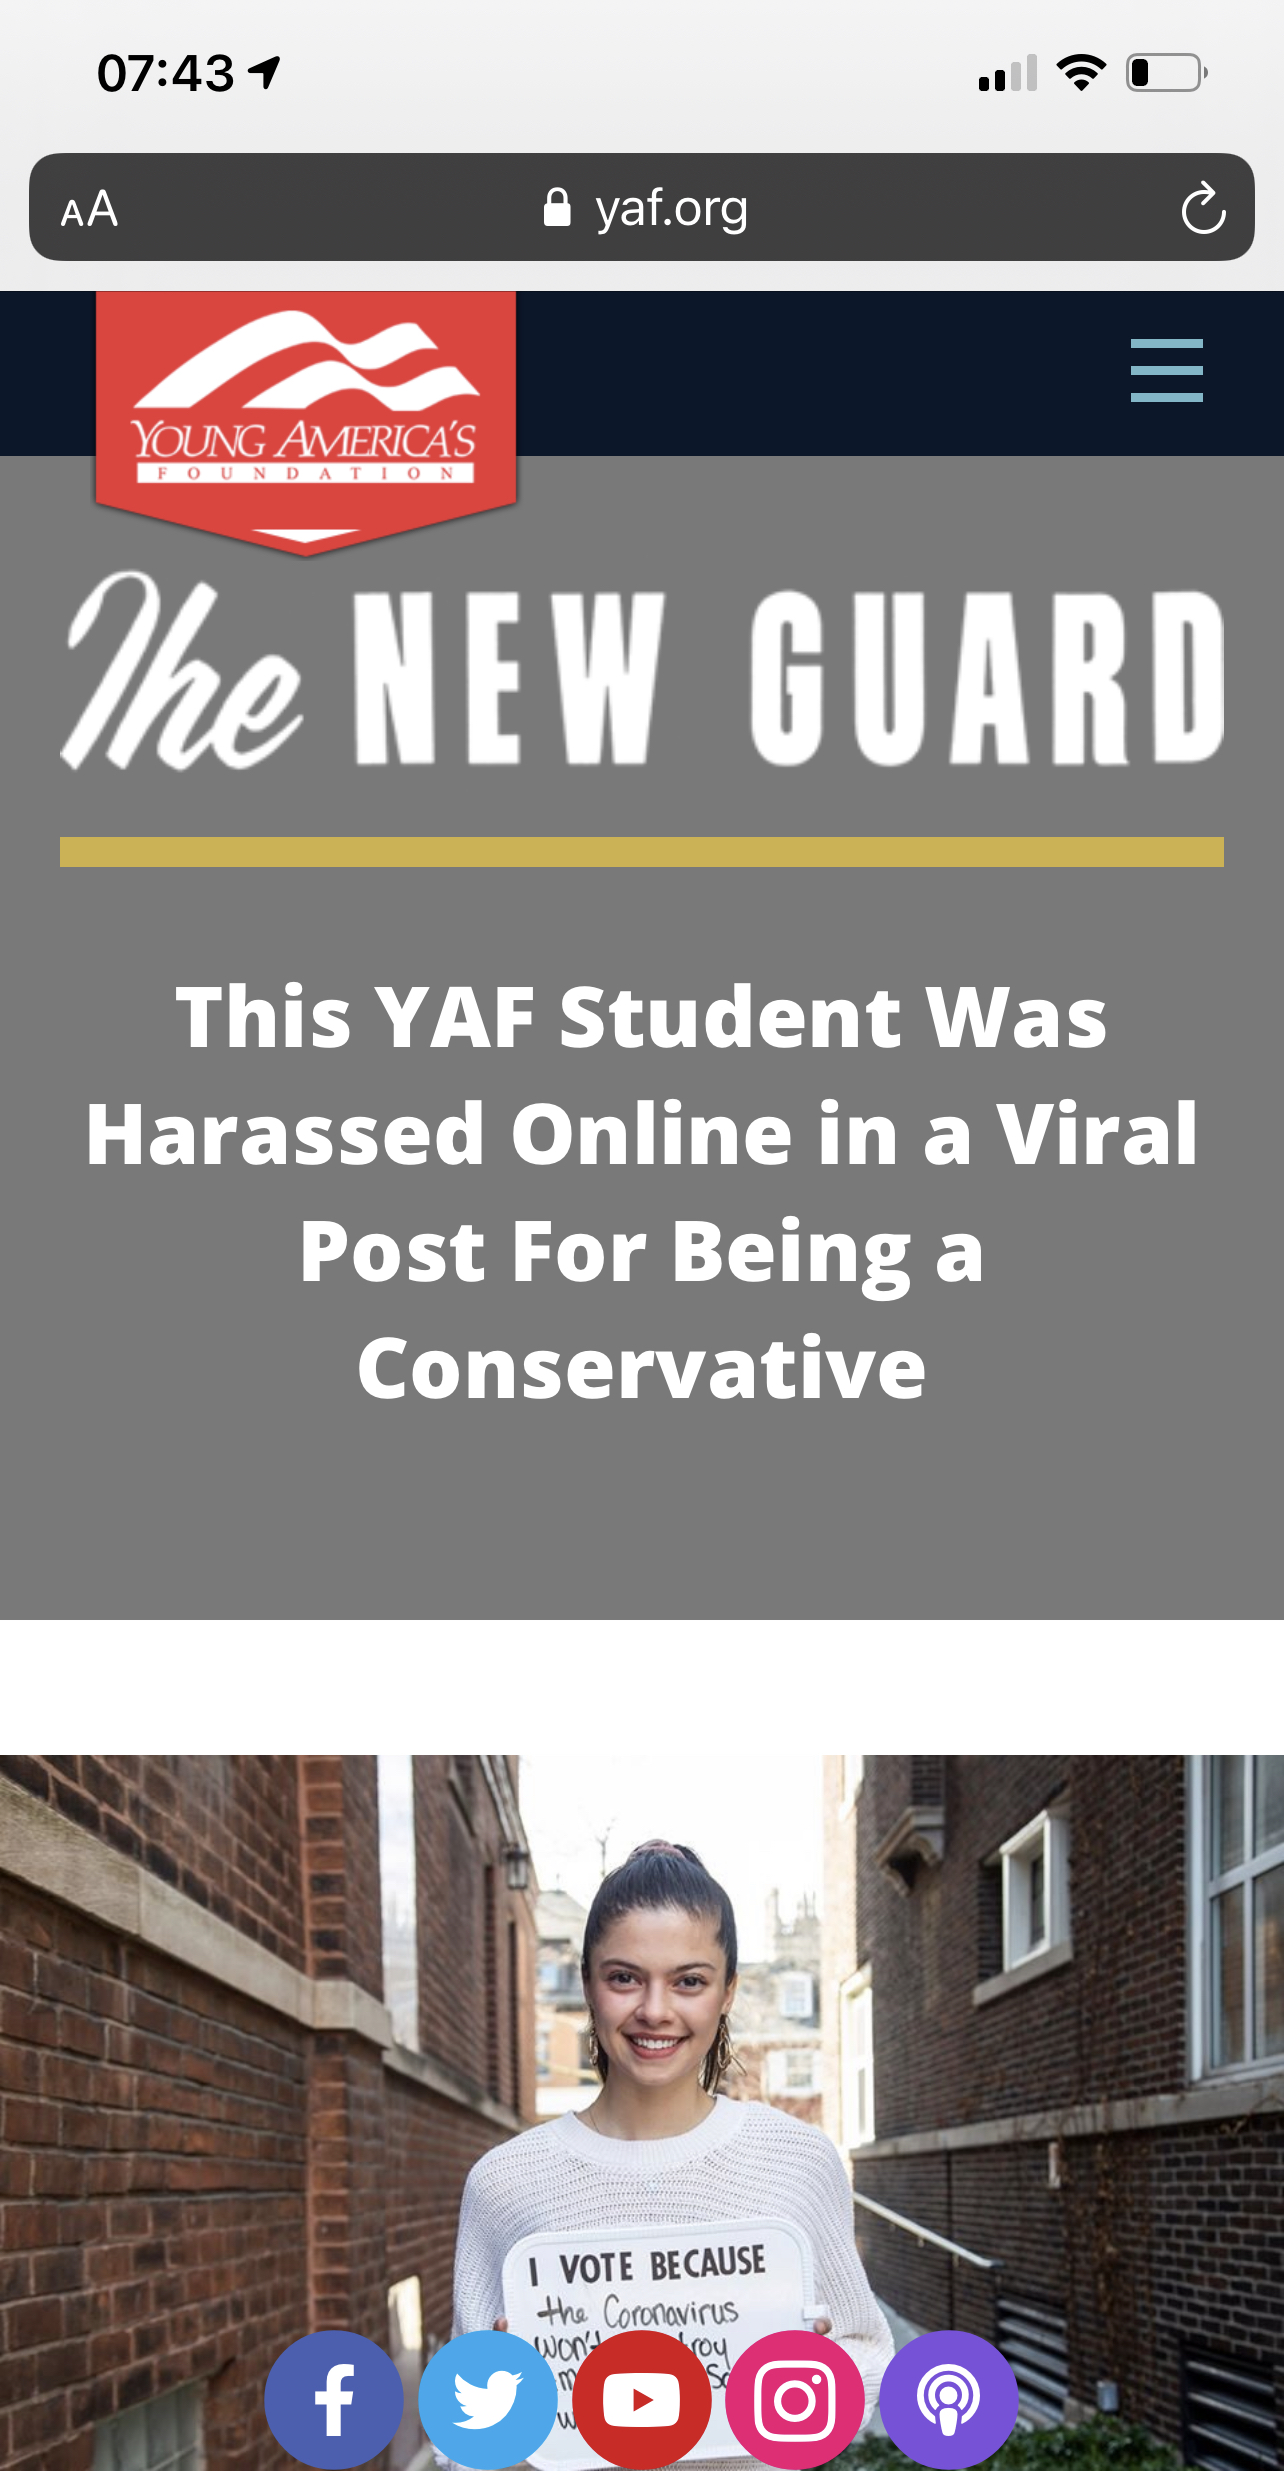 07:43
AA yaf.org
YOUNG AMERICA'S
FOUNDATION
The NEW GUARD
This YAF Student Was
Harassed Online in a Viral
Post For Being a
Conservative
I VOTE BECAUSE
the Coronavirus
won't